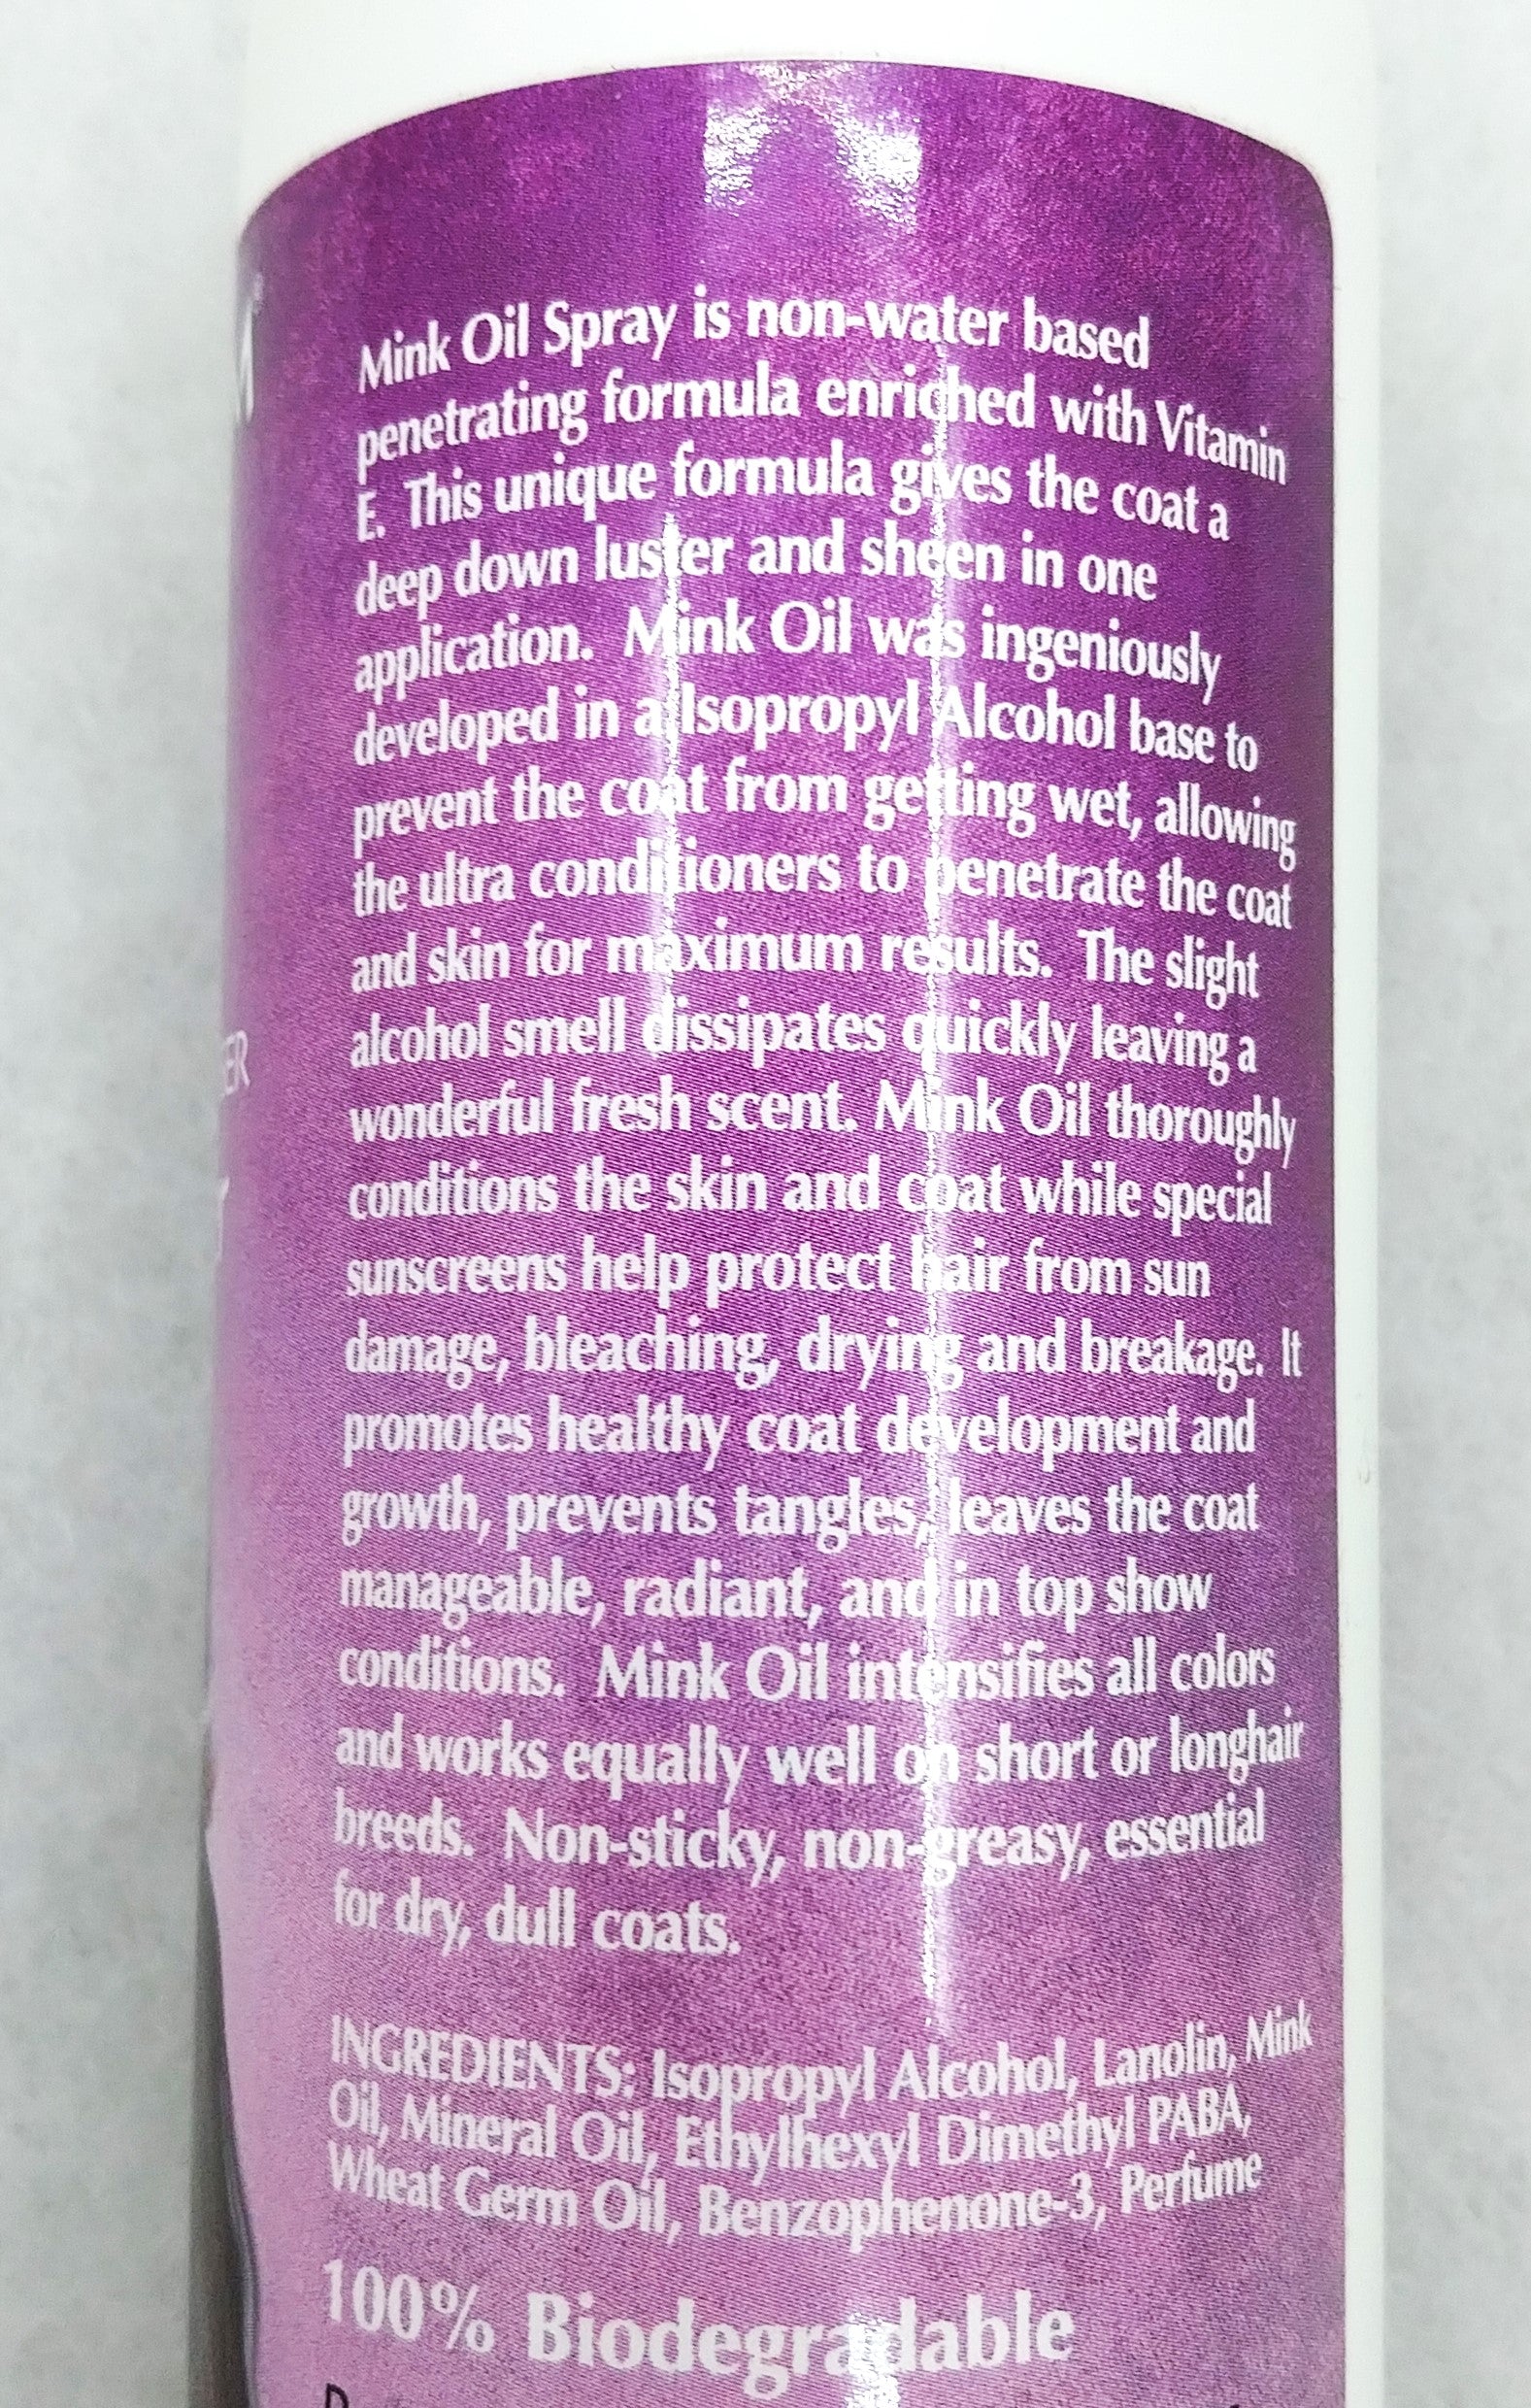 Mink Oil Spray is non-water based
penetrating formula enriched with Vitamin
E. This unique formula gives the coat a
deep down luster and sheen in one
application. Mink Oil was ingeniously
developed in a Isopropyl Alcohol base to
prevent the coat from getting wet, allowing
the ultra conditioners to penetrate the coat
and skin for maximum results. The slight
alcohol smell dissipates quickly leaving a
wonderful fresh scent. Mink Oil thoroughly
conditions the skin and coat while special
sunscreens help protect hair from sun
damage, bleaching, drying and breakage. It
promotes healthy coat development and
growth, prevents tangles, leaves the coat
manageable, radiant, and in top show
conditions. Mink Oil intensifies all colors
and works equally well on short or longhair
breeds. Non-sticky, non-greasy, essential
for dry, dull coats.
INGREDIENTS: Isopropyl Alcohol, Lanolin, Mink
Oil, Mineral Oil, Ethylhexyl Dimethyl PABA,
Wheat Germ Oil, Benzophenone-3, Perfume
100% Biodegradable